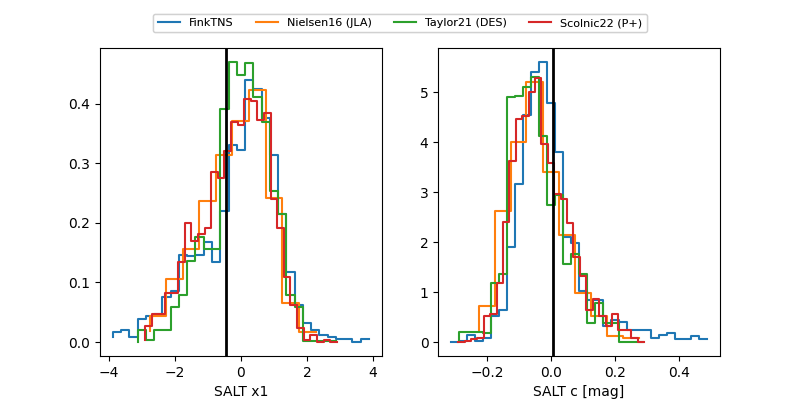 FinkTNS Nielsen16 (JLA) Taylor21 (DES) Scolnic22 (P+)
0.4
0.3
0.2
0.1
0.0
−4 −2 0 2 4
SALT x1
5
4
3
2
1
0
−0.2 0.0 0.2 0.4
SALT c [mag]